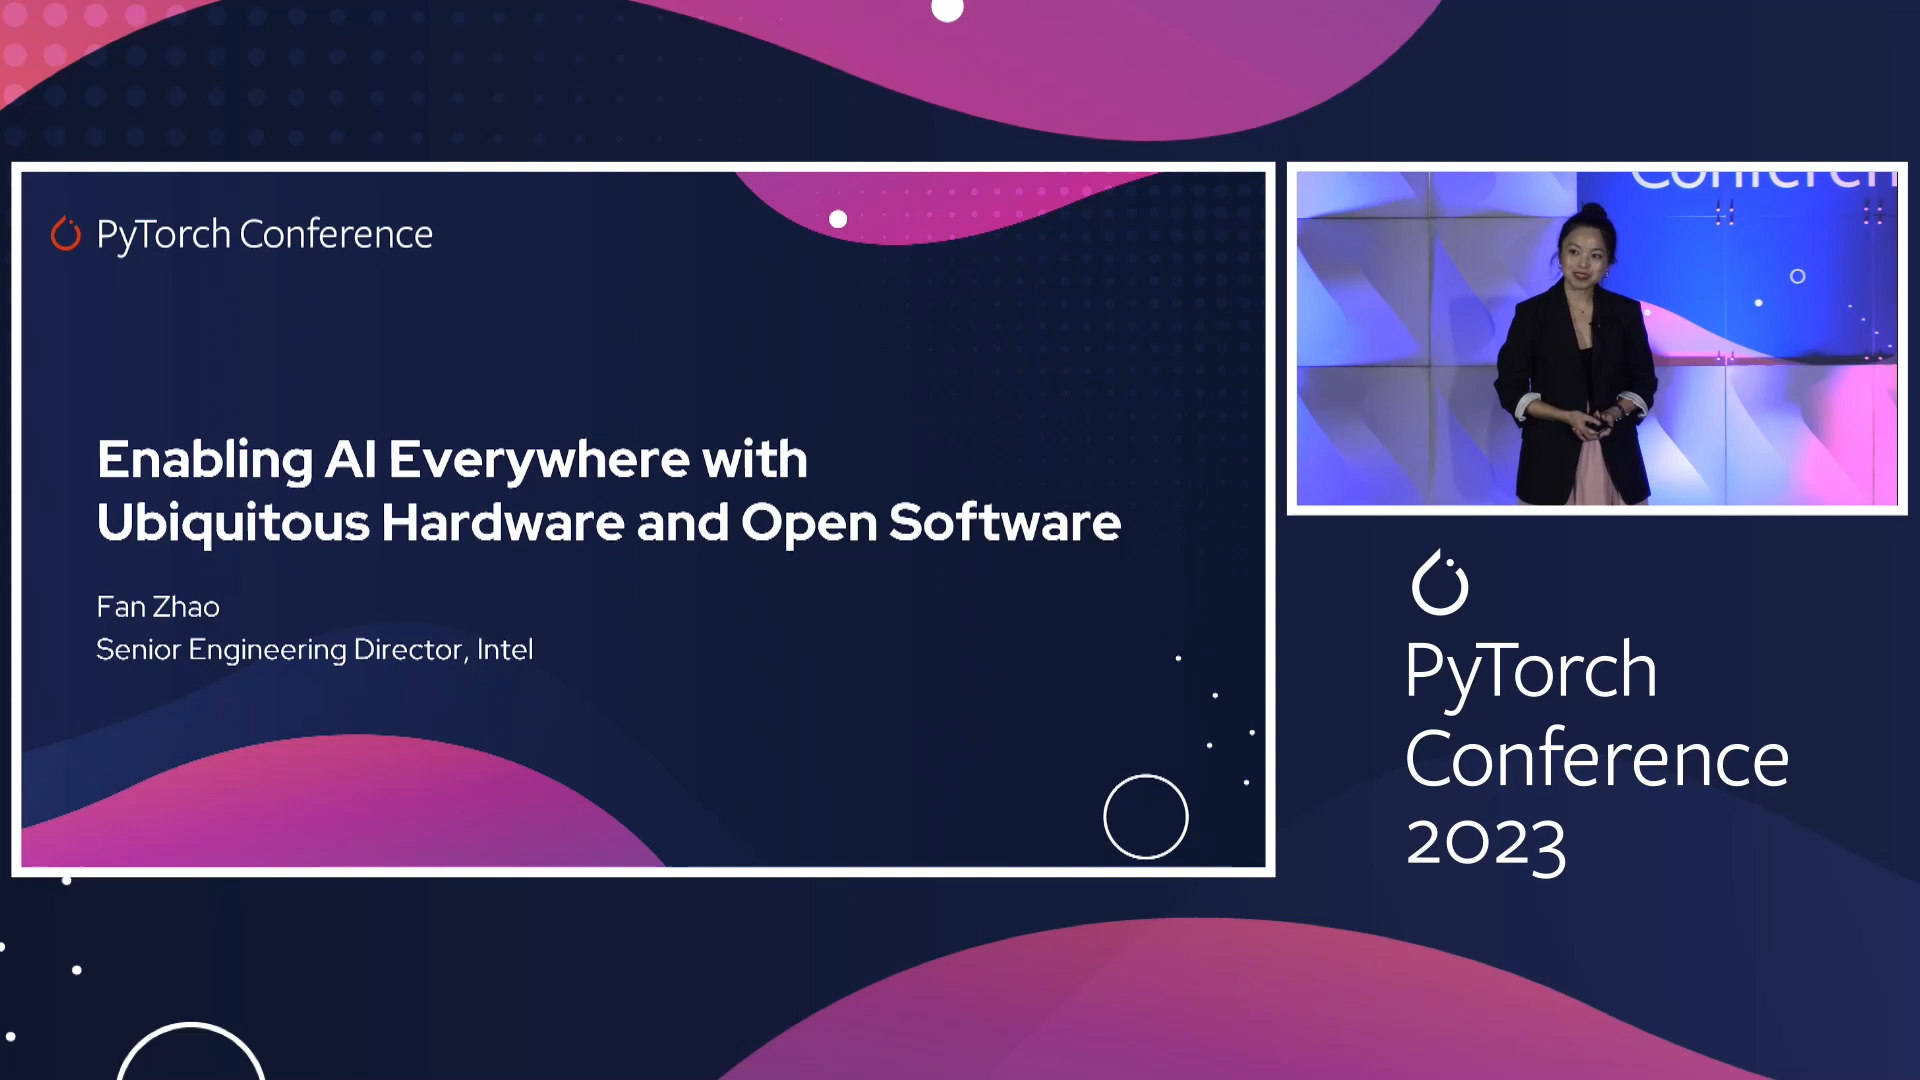 PyTorch Conference
Enabling AI Everywhere with
Ubiquitous Hardware and Open Software
Fan Zhao
Senior Engineering Director, Intel
Conferen
PyTorch
Conference
2023